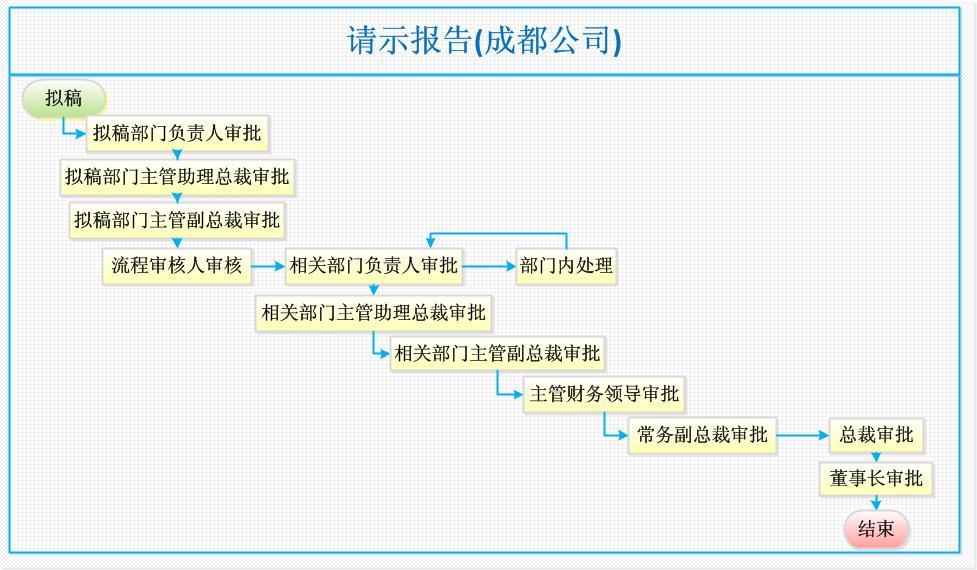 请示报告(成都公司)
拟稿
拟稿部门负责人审批
拟稿部门主管助理总裁审批
拟稿部门主管副总裁审批
流程审核人审核
相关部门负责人审批
部门内处理
相关部门主管助理总裁审批
相关部门主管副总裁审批
主管财务领导审批
常务副总裁审批
总裁审批
董事长审批
结束